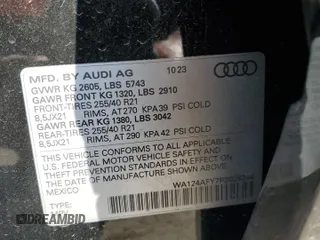 MFD. BY AUDI AG 10 23
GVWR KG 2605, LBS 5743
GAWR FRONT KG 1320, LBS 2910
FRONT-TIRES 255/40 R21
8,5JX21 RIMS, AT 270 KPA 39 PSI COLD
GAWR REAR KG 1380, LBS 3042
REAR-TIRES 255/40 R21
8,5JX21 RIMS, AT 290 KPA 42 PSI COLD
THIS VEHICLE CONFORMS TO ALL APPLICABLE
U.S. FEDERAL MOTOR VEHICLE SAFETY AND
THEFT PREVENTION STANDARDS IN EFFECT ON THE
DATE OF MANUFACTURE SHOWN ABOVE.
MEXICO
DREAMBID